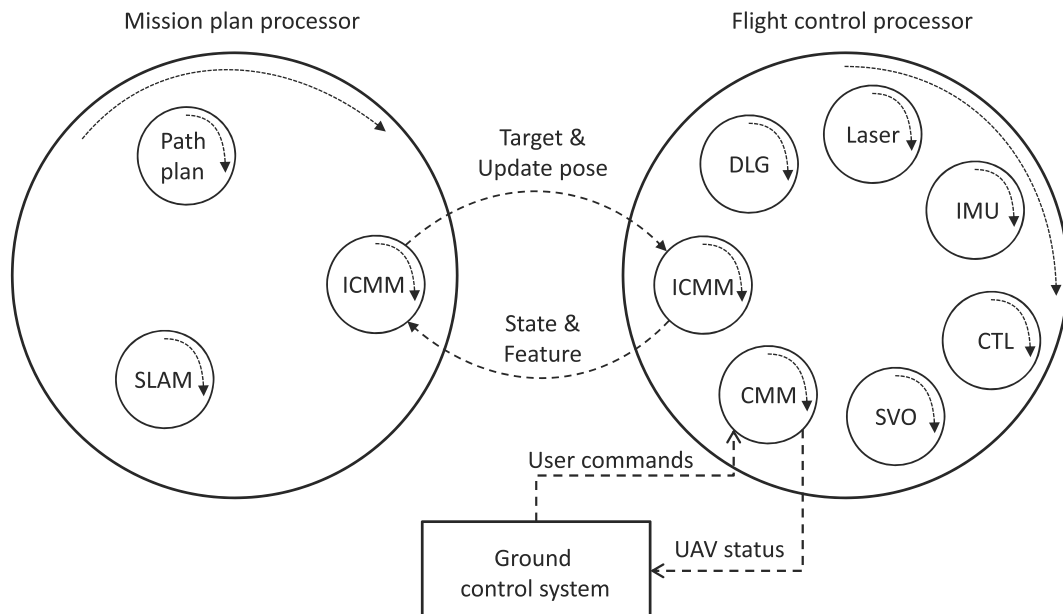 Mission plan processor
Flight control processor
Path
plan
ICMM
SLAM
Target &
Update pose
State &
Feature
DLG
Laser
IMU
ICMM
CTL
CMM
SVO
User commands
UAV status
Ground
control system